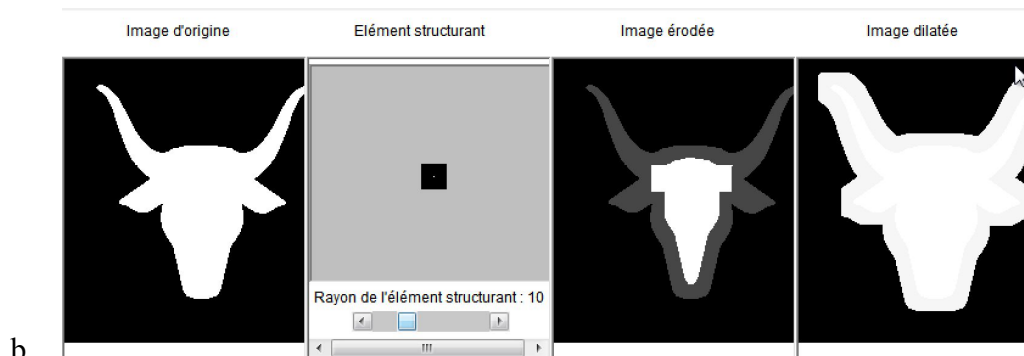 Image d'origine
Elément structurant
Image érodée
Image dilatée
Rayon de l'élément structurant : 10
b